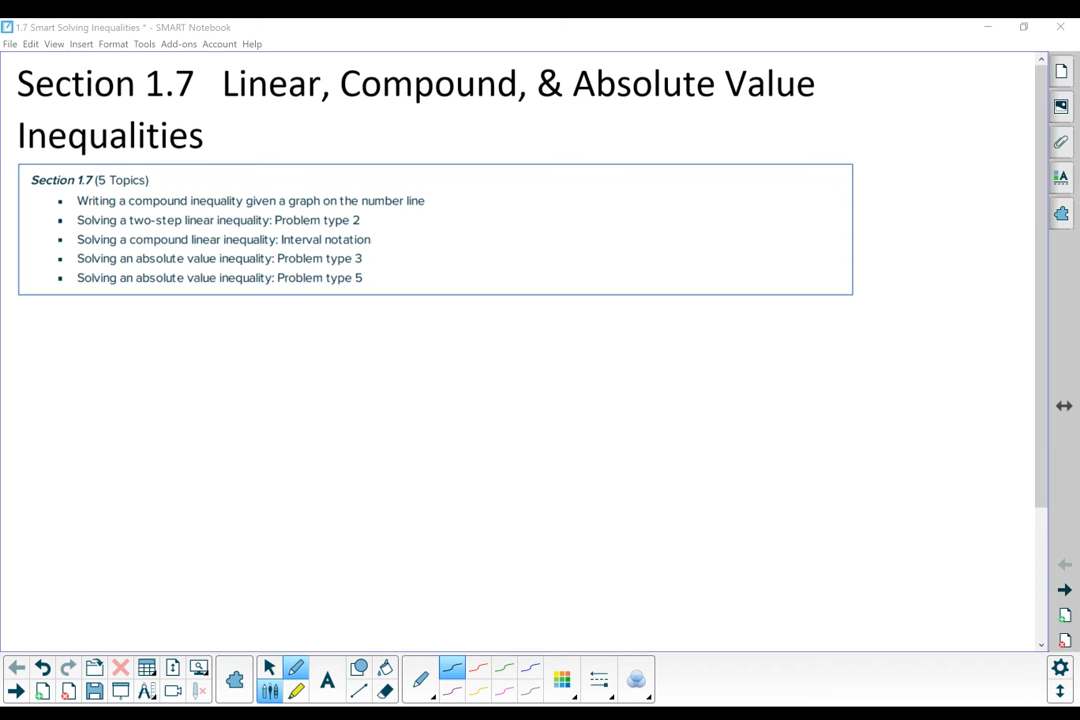 1.7 Smart Solving Inequalities * - SMART Notebook
File Edit View Insert Format Tools Add-ons Account Help
Section 1.7 Linear, Compound, & Absolute Value
Inequalities
Section 1.7 (5 Topics)
▪ Writing a compound inequality given a graph on the number line
▪ Solving a two-step linear inequality: Problem type 2
▪ Solving a compound linear inequality: Interval notation
▪ Solving an absolute value inequality: Problem type 3
▪ Solving an absolute value inequality: Problem type 5